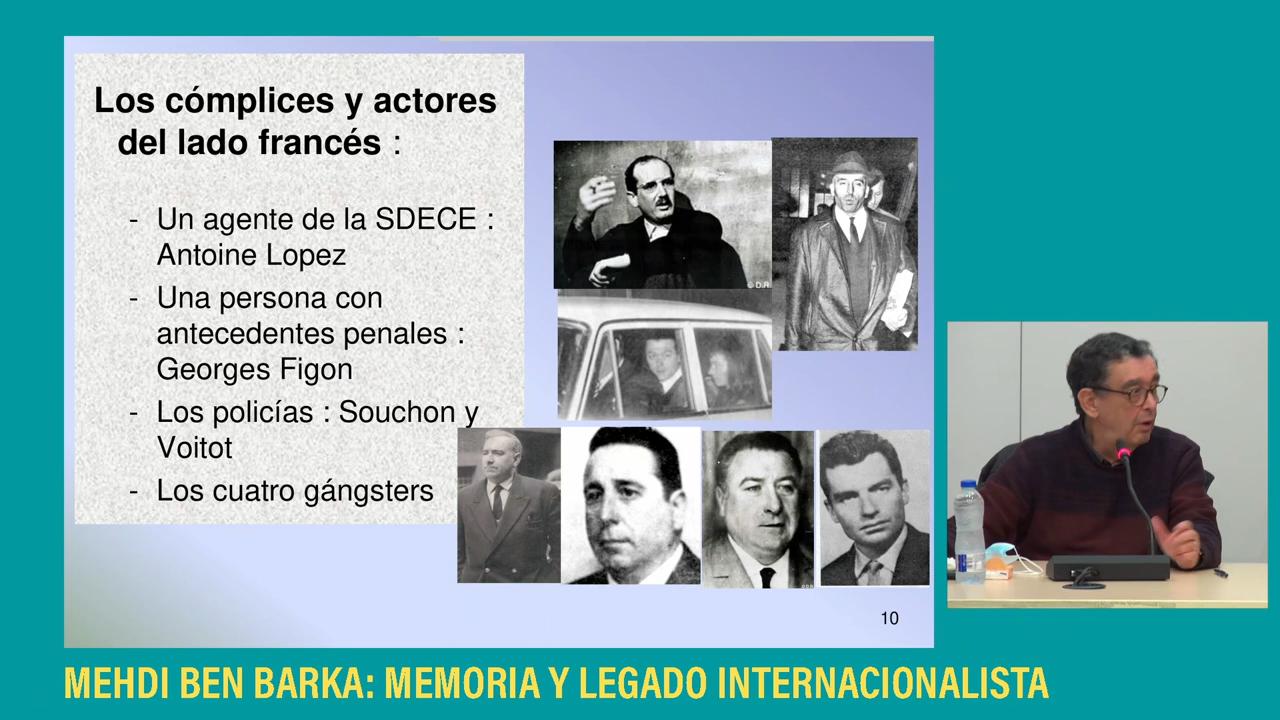 Los cómplices y actores
del lado francés :
- Un agente de la SDECE :
Antoine Lopez
- Una persona con
antecedentes penales :
Georges Figon
- Los policías : Souchon y
Voitot
- Los cuatro gángsters
© D.R
10
MEHDI BEN BARKA: MEMORIA Y LEGADO INTERNACIONALISTA